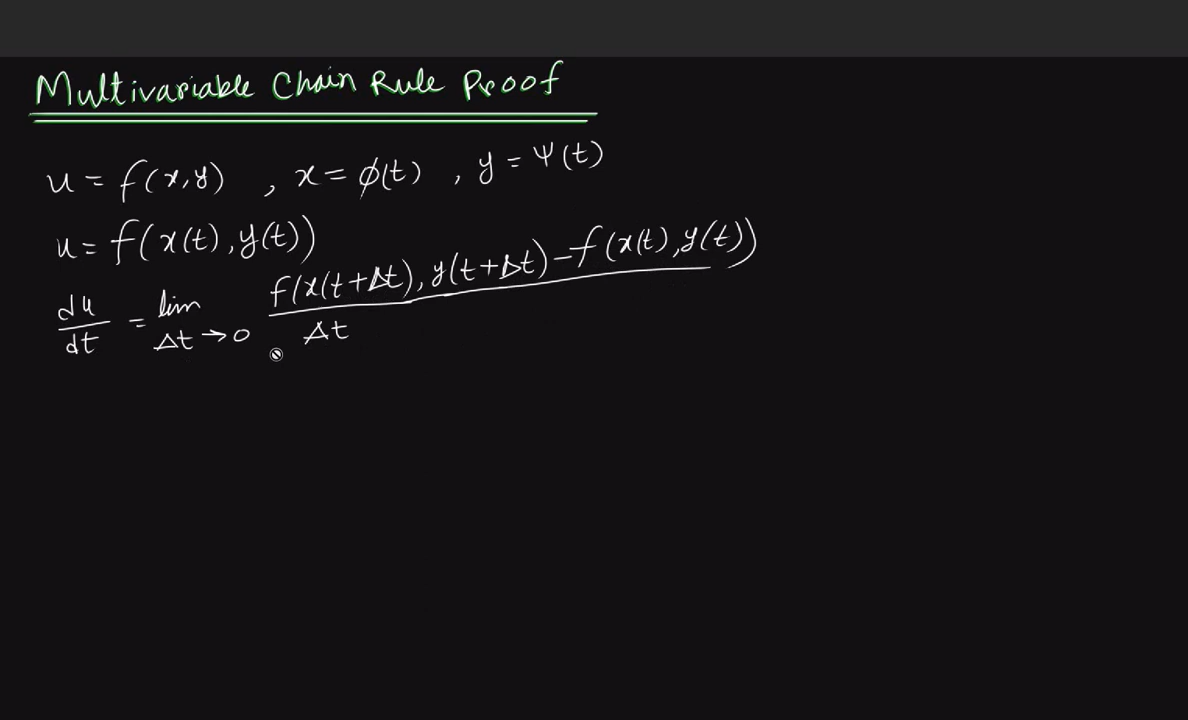 Multivariable Chain Rule Proof
u = f(x,y) , x = ϕ(t) , y = Ψ(t)
u = f(x(t),y(t))
du/dt = lim Δt→0 f(x(t+Δt), y(t+Δt) - f(x(t),y(t)) / Δt